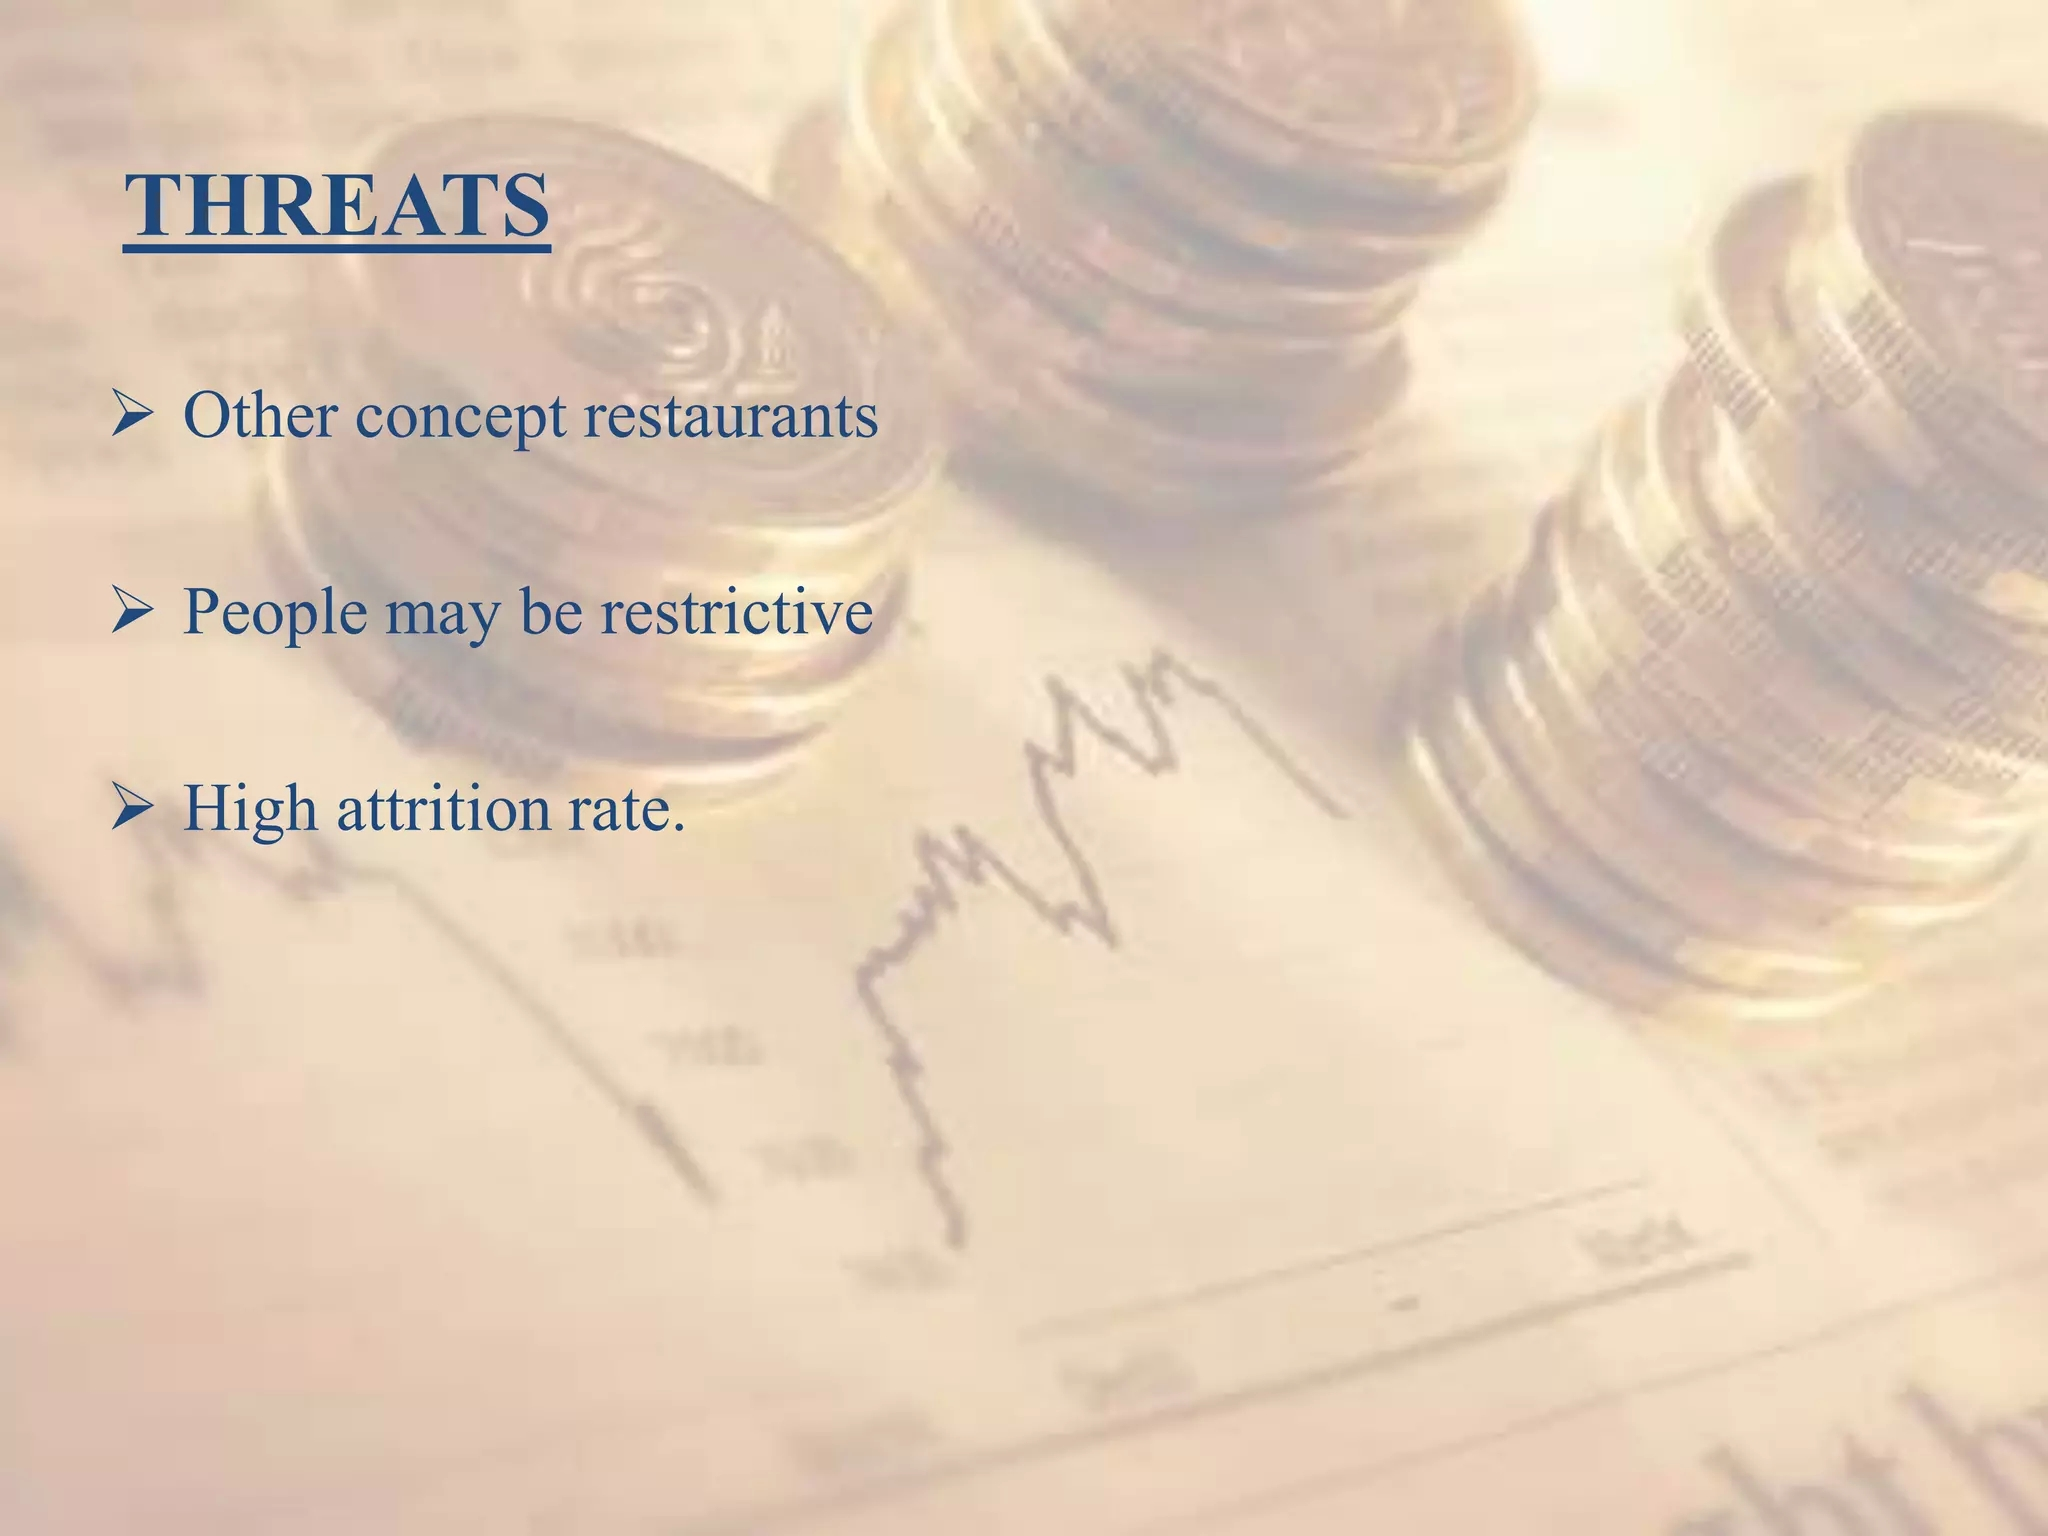 THREATS
➢ Other concept restaurants
➢ People may be restrictive
➢ High attrition rate.